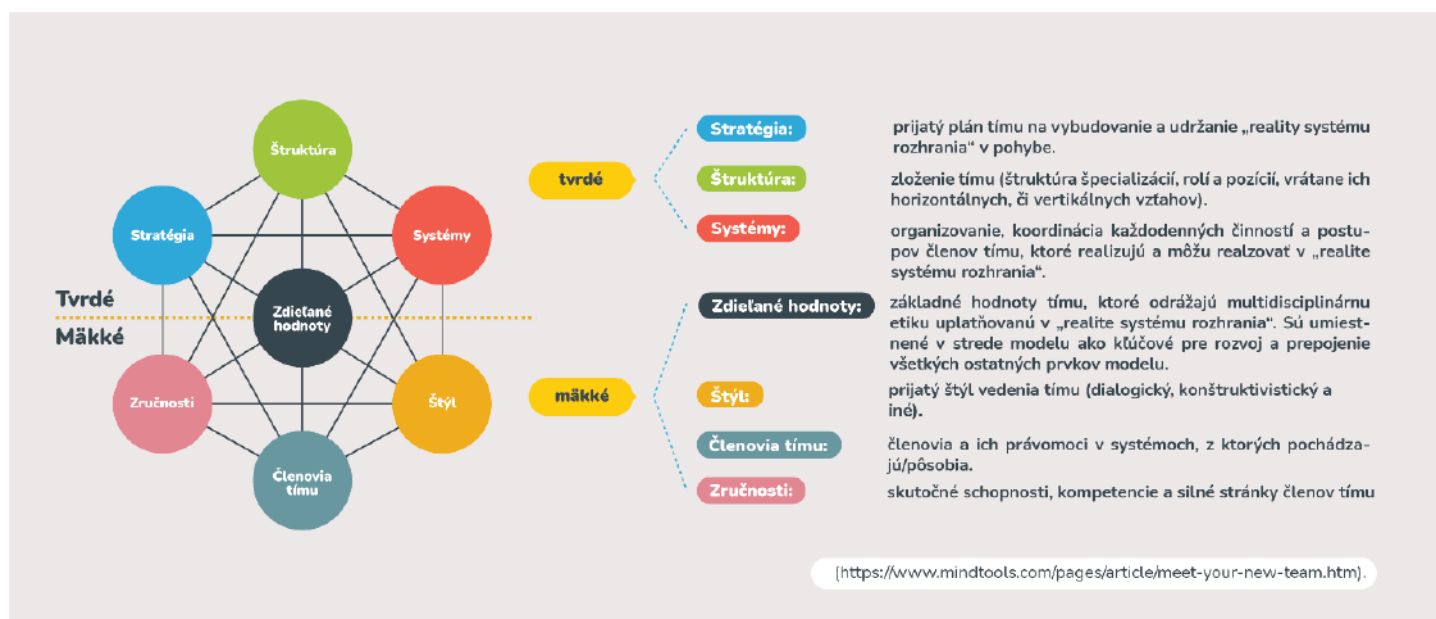 Štruktúra
Stratégia
Systémy
Zdieľané
hodnoty
Tvrdé
Mäkké
Zručnosti
Štýl
Členovia
tímu
tvrdé
Stratégia:
prijatý plán tímu na vybudovanie a udržanie „reality systému
rozhrania“ v pohybe.
Štruktúra:
zloženie tímu (štruktúra špecializácií, rolí a pozícií, vrátane ich
horizontálnych, či vertikálnych vzťahov).
Systémy:
organizovanie, koordinácia každodenných činností a postu-
pov členov tímu, ktoré realizujú a môžu realzovať v „realite
systému rozhrania“.
mäkké
Zdieľané hodnoty:
základné hodnoty tímu, ktoré odrážajú multidisciplinárnu
etiku uplatňovanú v „realite systému rozhrania“. Sú umiest-
nené v strede modelu ako kľúčové pre rozvoj a prepojenie
všetkých ostatných prvkov modelu.
Štýl:
prijatý štýl vedenia tímu (dialogický, konštruktivistický a
iné).
Členovia tímu:
členovia a ich právomoci v systémoch, z ktorých pochádza-
jú/pôsobia.
Zručnosti:
skutočné schopnosti, kompetencie a silné stránky členov tímu
(https://www.mindtools.com/pages/article/meet-your-new-team.htm).